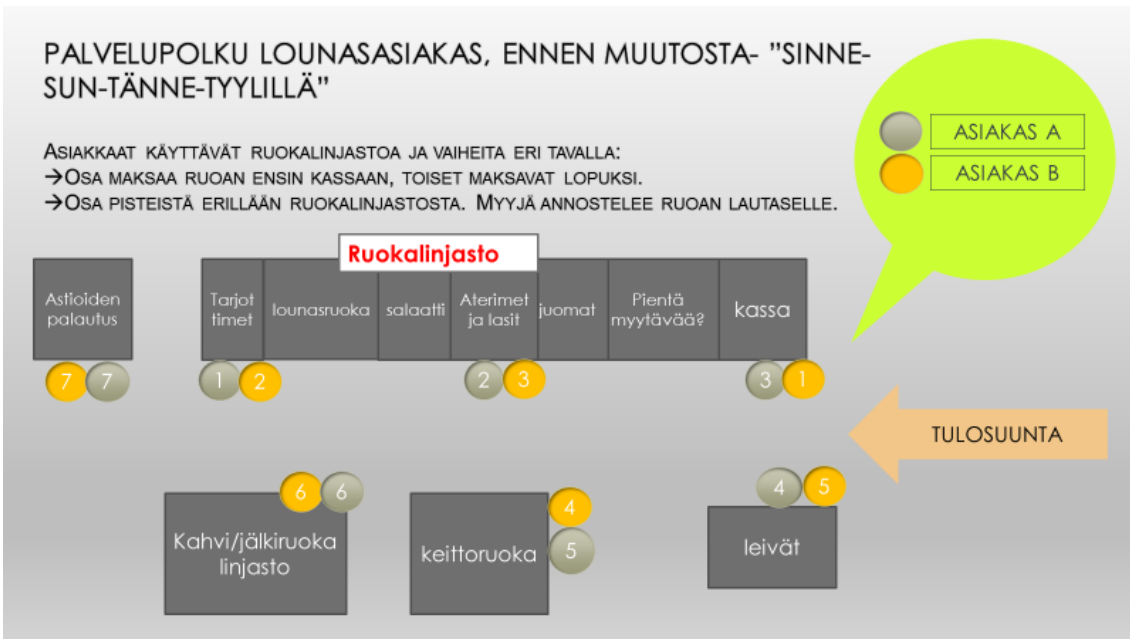 PALVELUPOLKU LOUNASASIAKAS, ENNEN MUUTOSTA- ”SINNE-
SUN-TÄNNE-TYYLILLÄ”
ASIAKKAAT KÄYTTÄVÄT RUOKALINJASTOA JA VAIHEITA ERI TAVALLA:
→OSA MAKSAA RUOAN ENSIN KASSAAN, TOISET MAKSAVAT LOPUKSI.
→OSA PISTEISTÄ ERILLÄÄN RUOKALINJASTOSTA. MYYJÄ ANNOSTELEE RUOAN LAUTASELLE.
ASIAKAS A
ASIAKAS B
Ruokalinjasto
Astioiden
palautus
Tarjot
timet
lounasruoka
salaatti
Aterimet
ja lasit
juomat
Pientä
myytävää?
kassa
7 7
1 2
2 3
3 1
TULOSUUNTA
6 6
Kahvi/jälkiruoka
linjasto
4
5
keittoruoka
4 5
leivät